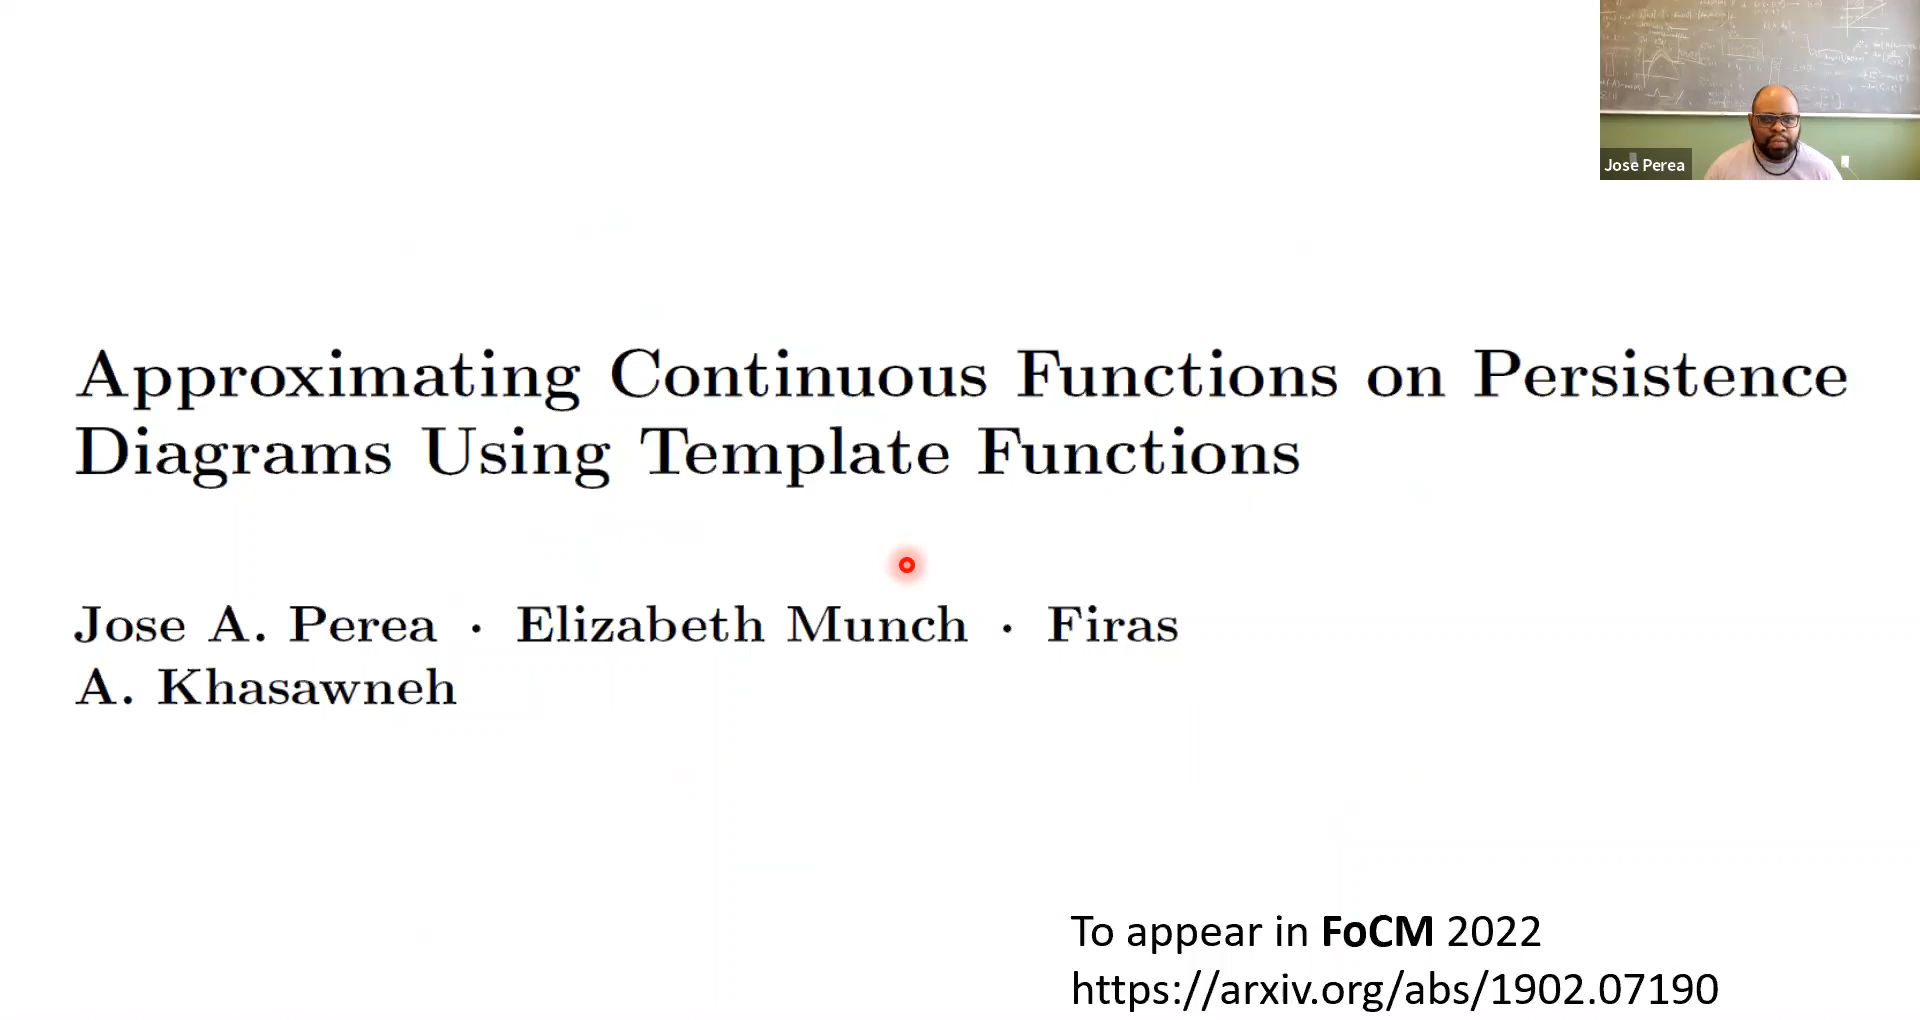 Jose Perea
Approximating Continuous Functions on Persistence
Diagrams Using Template Functions
Jose A. Perea · Elizabeth Munch · Firas
A. Khasawneh
To appear in FoCM 2022
https://arxiv.org/abs/1902.07190